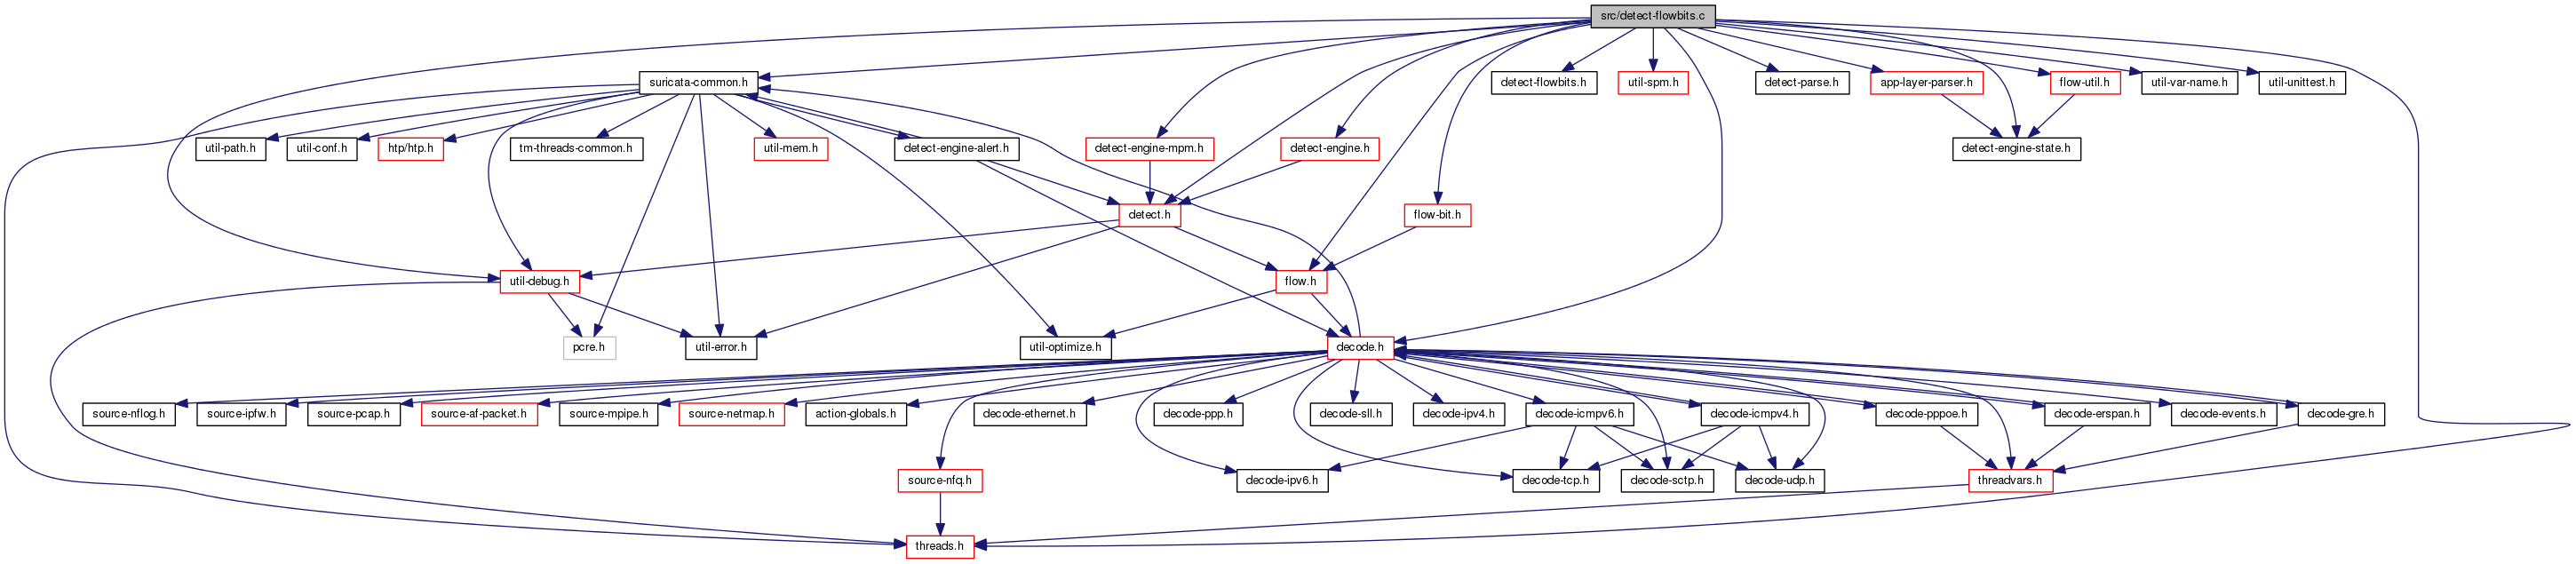 src/detect-flowbits.c
suricata-common.h
detect-flowbits.h
util-spm.h
detect-parse.h
app-layer-parser.h
flow-util.h
util-var-name.h
util-unittest.h
util-path.h
util-conf.h
htp/htp.h
tm-threads-common.h
util-mem.h
detect-engine-alert.h
detect-engine-mpm.h
detect-engine.h
detect-engine-state.h
detect.h
flow-bit.h
util-debug.h
flow.h
pcre.h
util-error.h
util-optimize.h
decode.h
source-nflog.h
source-ipfw.h
source-pcap.h
source-af-packet.h
source-mpipe.h
source-netmap.h
action-globals.h
decode-ethernet.h
decode-ppp.h
decode-sll.h
decode-ipv4.h
decode-icmpv6.h
decode-icmpv4.h
decode-pppoe.h
decode-erspan.h
decode-events.h
decode-gre.h
source-nfq.h
decode-ipv6.h
decode-tcp.h
decode-sctp.h
decode-udp.h
threadvars.h
threads.h